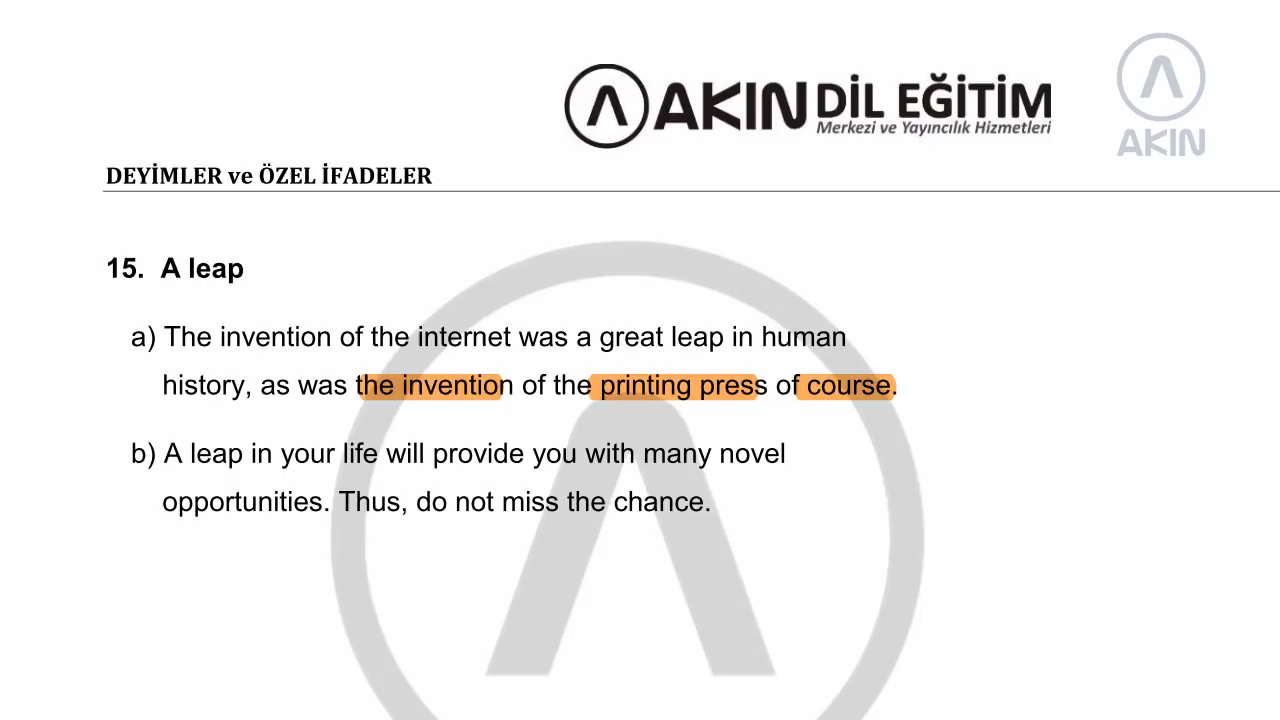 AKIN DİL EĞİTİM
Merkezi ve Yayıncılık Hizmetleri
AKIN
DEYİMLER ve ÖZEL İFADELER
15. A leap
a) The invention of the internet was a great leap in human
history, as was the invention of the printing press of course.
b) A leap in your life will provide you with many novel
opportunities. Thus, do not miss the chance.